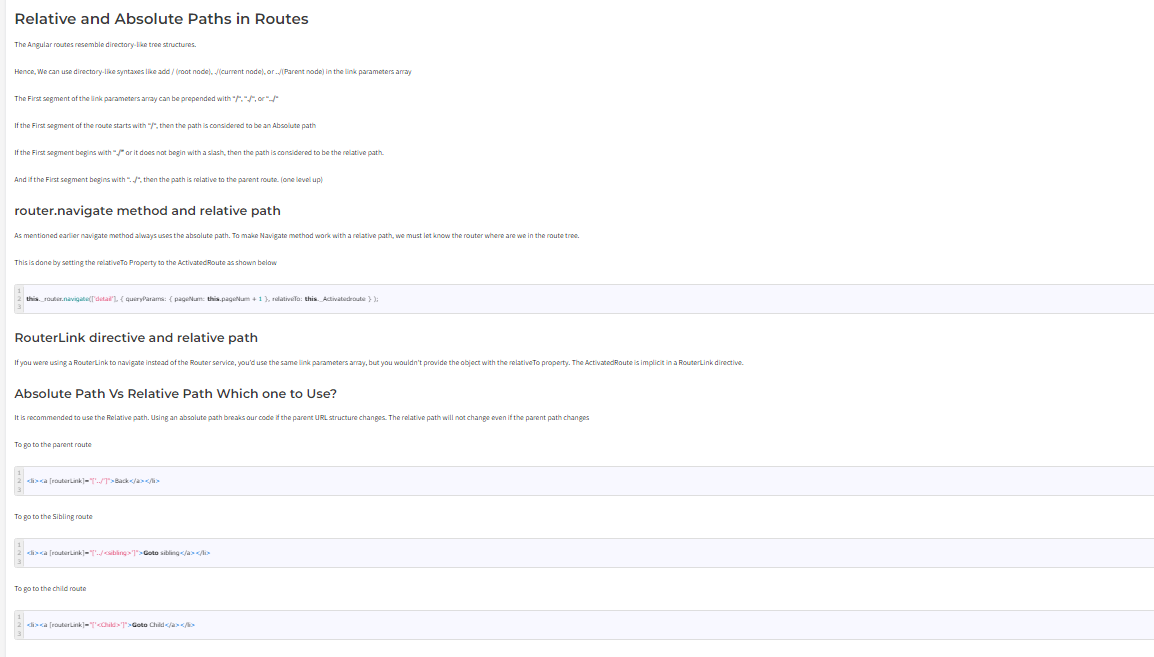 Relative and Absolute Paths in Routes
The Angular routes resemble directory-like tree structures.
Hence, We can use directory-like syntaxes like add / (root node), ./(current node), or ../(Parent node) in the link parameters array
The First segment of the link parameters array can be prepended with "/", "./", or "../"
If the First segment of the route starts with "/", then the path is considered to be an Absolute path
If the First segment begins with "./" or it does not begin with a slash, then the path is considered to be the relative path.
And if the First segment begins with ". ./", then the path is relative to the parent route. (one level up)
router.navigate method and relative path
As mentioned earlier navigate method always uses the absolute path. To make Navigate method work with a relative path, we must let know the router where are we in the route tree.
This is done by setting the relativeTo Property to the ActivatedRoute as shown below
1
2 this._router.navigate(['detail'], { queryParams: { pageNum: this.pageNum + 1 }, relativeTo: this._Activatedroute } );
3
RouterLink directive and relative path
If you were using a RouterLink to navigate instead of the Router service, you'd use the same link parameters array, but you wouldn't provide the object with the relativeTo property. The ActivatedRoute is implicit in a RouterLink directive.
Absolute Path Vs Relative Path Which one to Use?
It is recommended to use the Relative path. Using an absolute path breaks our code if the parent URL structure changes. The relative path will not change even if the parent path changes
To go to the parent route
1
2 <li><a [routerLink]="['../']">Back</a></li>
3
To go to the Sibling route
1
2 <li><a [routerLink]="['../<sibling>']">Goto sibling</a></li>
3
To go to the child route
1
2 <li><a [routerLink]="['<Child>']">Goto Child</a></li>
3